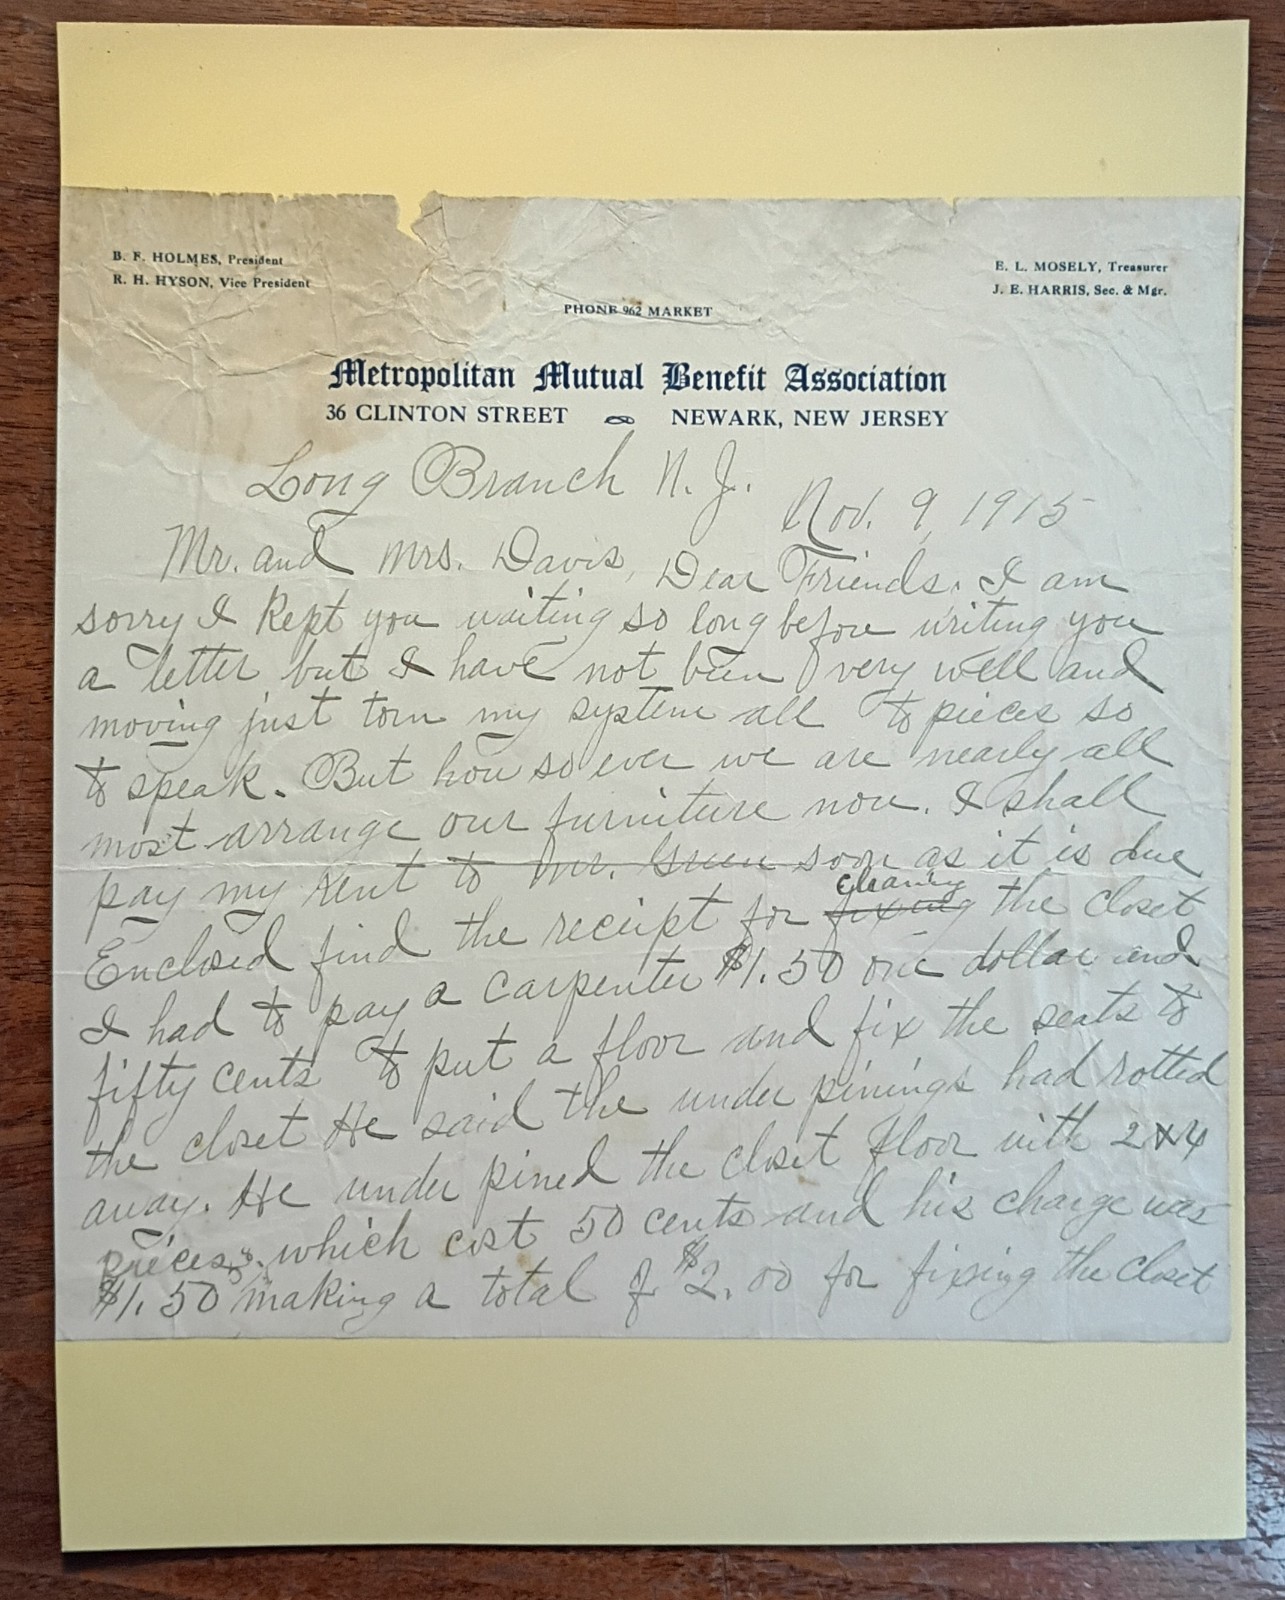 B. F. HOLMES, President
R. H. HYSON, Vice President
E. L. MOSELY, Treasurer
J. E. HARRIS, Sec. & Mgr.
PHONE 962 MARKET
Metropolitan Mutual Benefit Association
36 CLINTON STREET NEWARK, NEW JERSEY
Long Branch N. J.
Nov. 9, 1915
Mr. and Mrs. Davis, Dear Friends. I am
sorry I Kept you waiting so long before writing you
a letter but I have not been very well and
moving just torn my system all to pieces so
to speak. But how so ever we are nearly all
most arrange our furniture now. I shall
pay my rent to Mr. Green soon as it is due
Enclosed find the receipt for fixing cleaning the closet
I had to pay a carpenter $1.50 one dollar and
fifty cents to put a floor and fix the seats to
the closet He said the under pinings had rotted
away. He under pined the closet floor with 2x4
pieces. which cost 50 cents and his charge was
$1.50 making a total of $2.00 for fixing the closet